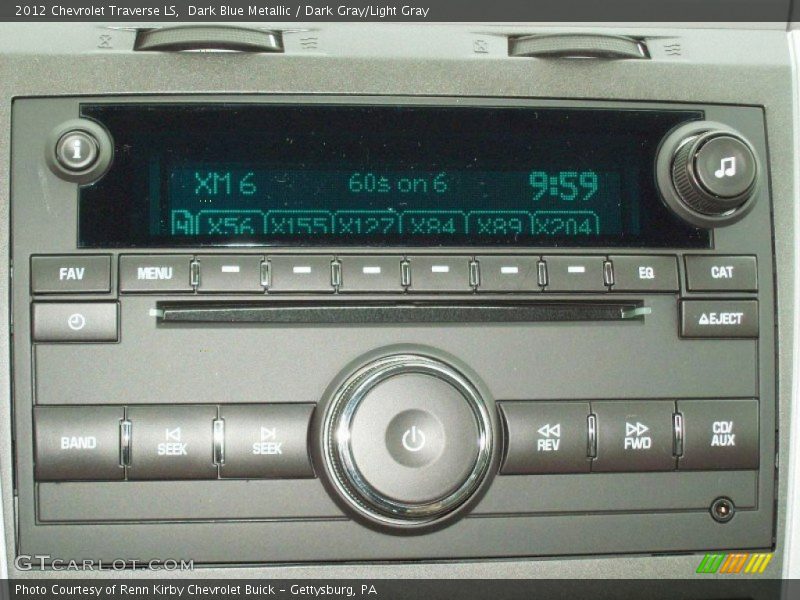 2012 Chevrolet Traverse LS,  Dark Blue Metallic / Dark Gray/Light Gray
i
XM 6 60s on 6 9:59
X56 X155 X127 X84 X89 X204
FAV MENU EQ CAT
EJECT
BAND SEEK SEEK REV FWD CD/
AUX
GTCARLOT.COM
Photo Courtesy of Renn Kirby Chevrolet Buick - Gettysburg, PA